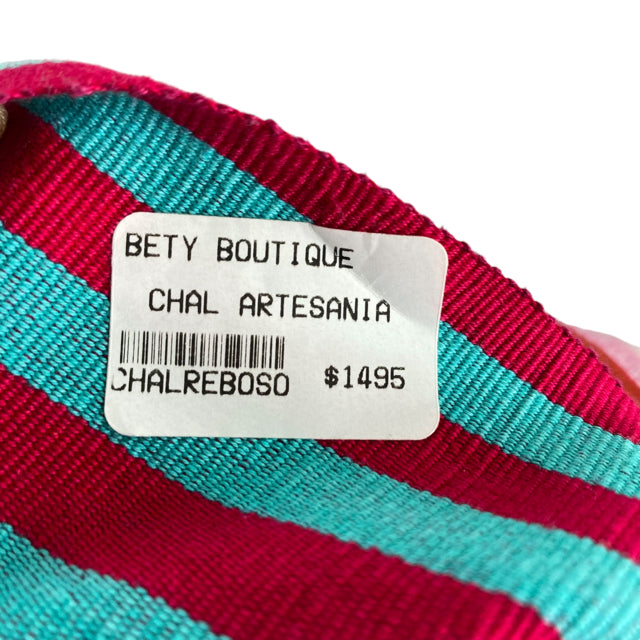 BETY BOUTIQUE
CHAL ARTESANIA
CHALREBOSO $1495